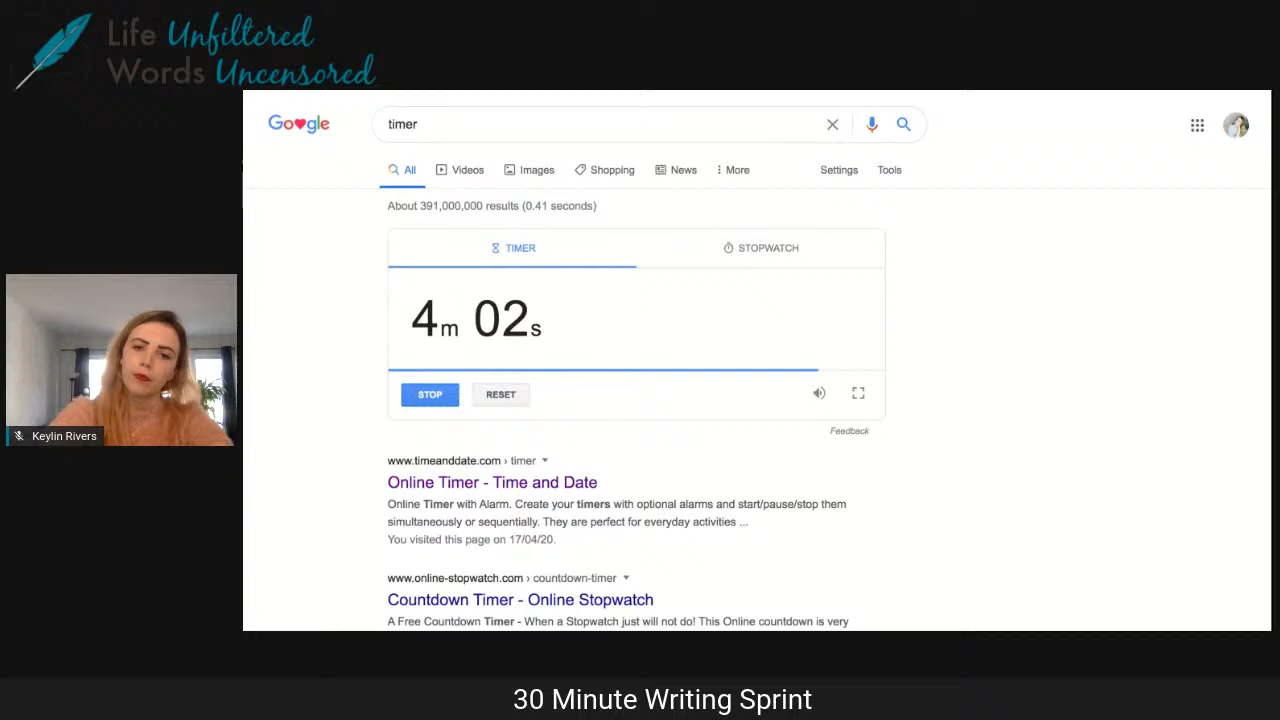 Life Unfiltered
Words Uncensored
Google
timer
All Videos Images Shopping News More Settings Tools
About 391,000,000 results (0.41 seconds)
TIMER STOPWATCH
4m 02s
STOP RESET
Feedback
www.timeanddate.com › timer
Online Timer - Time and Date
Online Timer with Alarm. Create your timers with optional alarms and start/pause/stop them
simultaneously or sequentially. They are perfect for everyday activities ...
You visited this page on 17/04/20.
www.online-stopwatch.com › countdown-timer
Countdown Timer - Online Stopwatch
A Free Countdown Timer - When a Stopwatch just will not do! This Online countdown is very
Keylin Rivers
30 Minute Writing Sprint